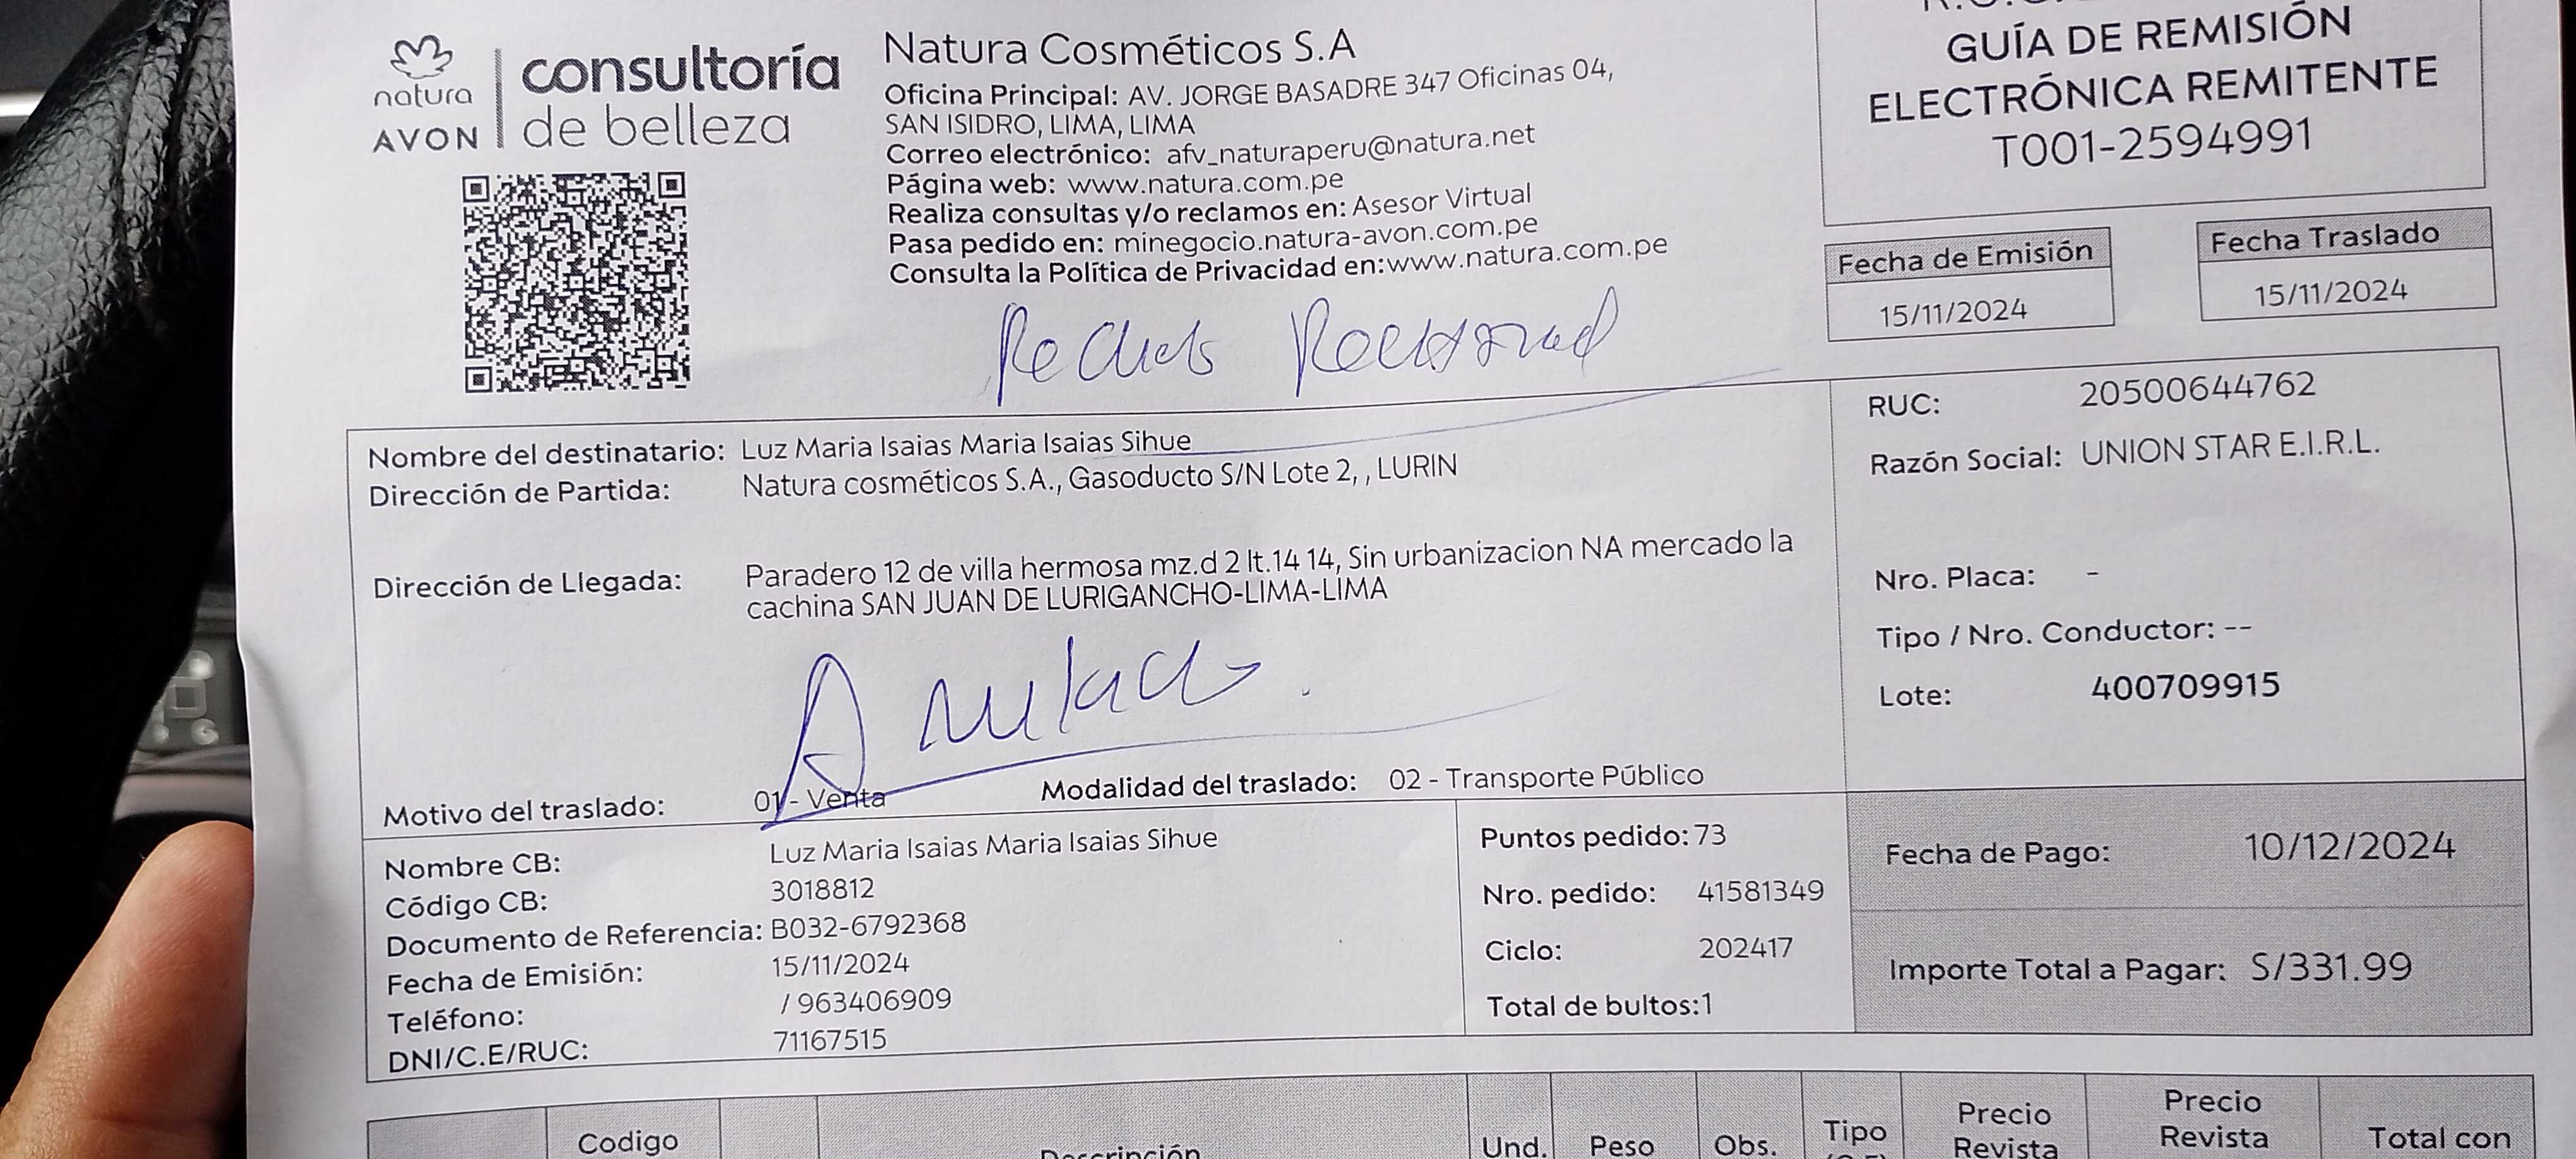 natura
AVON
consultoría
de belleza
Natura Cosméticos S.A
Oficina Principal: AV. JORGE BASADRE 347 Oficinas 04,
SAN ISIDRO, LIMA, LIMA
Correo electrónico: afv_naturaperu@natura.net
Página web: www.natura.com.pe
Realiza consultas y/o reclamos en: Asesor Virtual
Pasa pedido en: minegocio.natura-avon.com.pe
Consulta la Política de Privacidad en:www.natura.com.pe
GUÍA DE REMISIÓN
ELECTRÓNICA REMITENTE
T001-2594991
Fecha de Emisión
15/11/2024
Fecha Traslado
15/11/2024
Nombre del destinatario: Luz Maria Isaias Maria Isaias Sihue
Dirección de Partida: Natura cosméticos S.A., Gasoducto S/N Lote 2, , LURIN
Dirección de Llegada: Paradero 12 de villa hermosa mz.d 2 lt.14 14, Sin urbanizacion NA mercado la
cachina SAN JUAN DE LURIGANCHO-LIMA-LIMA
Anulado.
Motivo del traslado: 01 - Venta Modalidad del traslado: 02 - Transporte Público
RUC: 20500644762
Razón Social: UNION STAR E.I.R.L.
Nro. Placa: -
Tipo / Nro. Conductor: --
Lote: 400709915
Nombre CB: Luz Maria Isaias Maria Isaias Sihue
Código CB: 3018812
Documento de Referencia: B032-6792368
Fecha de Emisión: 15/11/2024
Teléfono: / 963406909
DNI/C.E/RUC: 71167515
Puntos pedido: 73
Nro. pedido: 41581349
Ciclo: 202417
Total de bultos:1
Fecha de Pago: 10/12/2024
Importe Total a Pagar: S/331.99
Codigo
Descripción
Und.
Peso
Obs.
Tipo
Precio
Revista
Precio
Revista
Total con